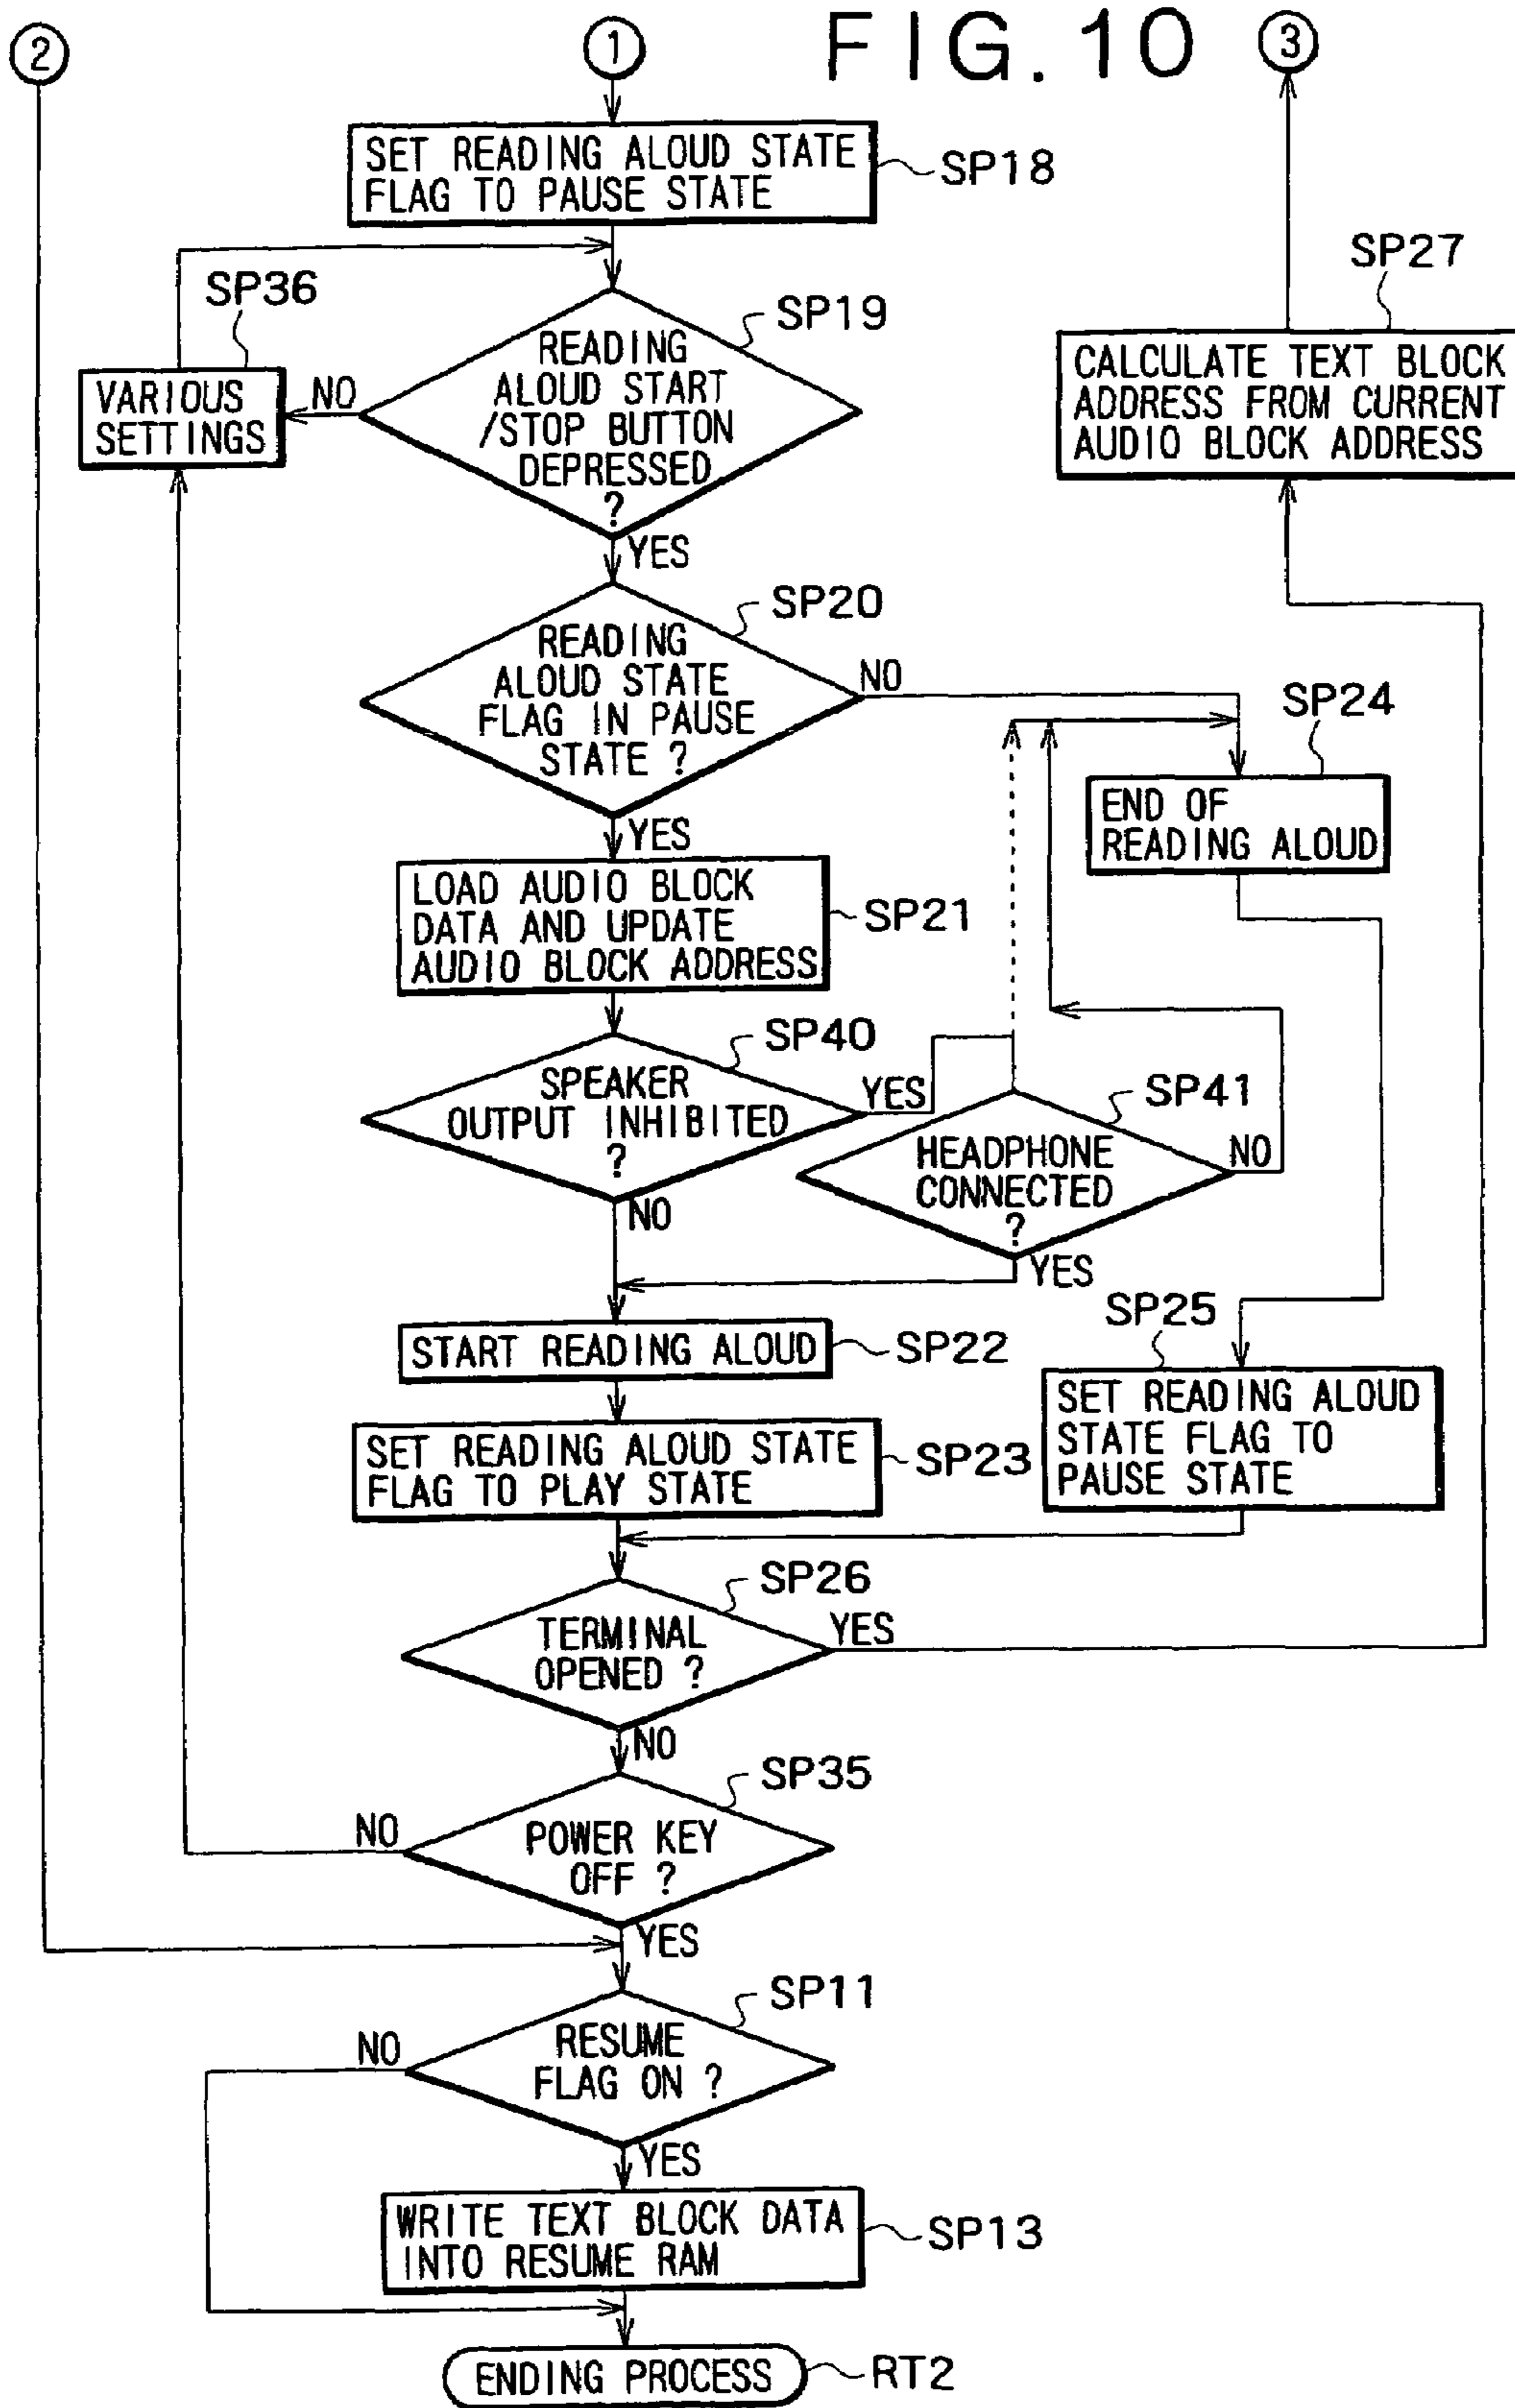 FIG. 10
2
1
3
SET READING ALOUD STATE
FLAG TO PAUSE STATE
SP18
SP27
CALCULATE TEXT BLOCK
ADDRESS FROM CURRENT
AUDIO BLOCK ADDRESS
SP36
VARIOUS
SETTINGS
NO
SP19
READING
ALOUD START
/STOP BUTTON
DEPRESSED
?
YES
SP20
READING
ALOUD STATE
FLAG IN PAUSE
STATE ?
NO
YES
SP24
END OF
READING ALOUD
LOAD AUDIO BLOCK
DATA AND UPDATE
AUDIO BLOCK ADDRESS
SP21
SP40
SPEAKER
OUTPUT INHIBITED
?
YES
NO
SP41
HEADPHONE
CONNECTED
?
NO
YES
START READING ALOUD
SP22
SP25
SET READING ALOUD
STATE FLAG TO
PAUSE STATE
SET READING ALOUD STATE
FLAG TO PLAY STATE
SP23
SP26
TERMINAL
OPENED ?
YES
NO
SP35
POWER KEY
OFF ?
NO
YES
SP11
RESUME
FLAG ON ?
NO
YES
WRITE TEXT BLOCK DATA
INTO RESUME RAM
SP13
ENDING PROCESS
RT2